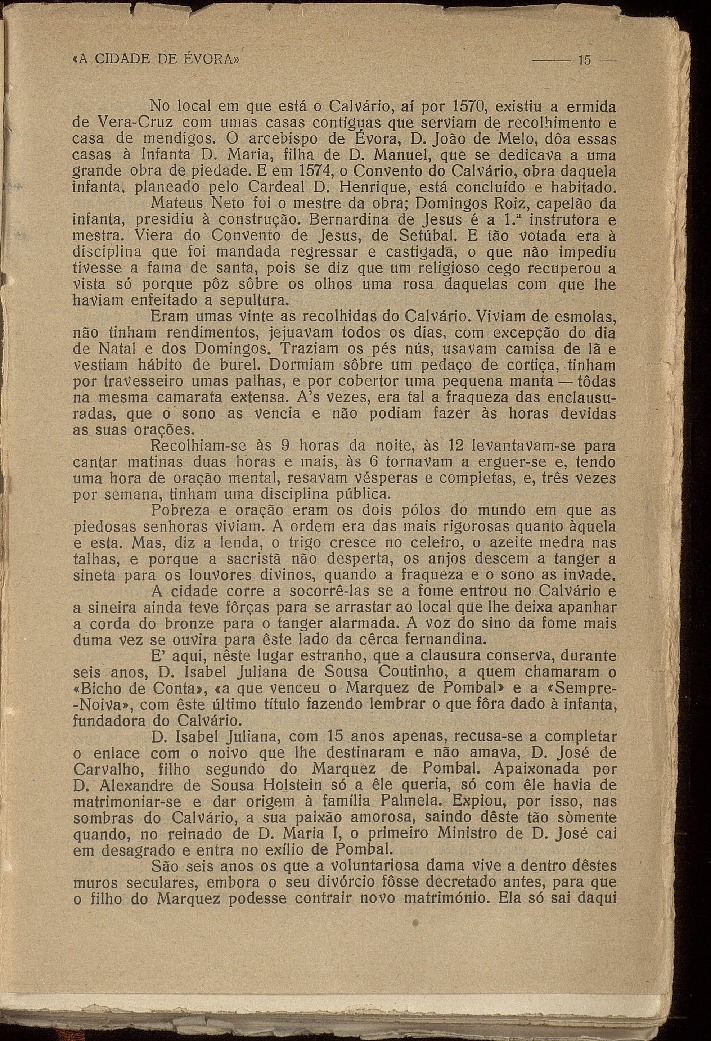 «A CIDADE DE ÉVORA» —— 15 —
No local em que está o Calvário, aí por 1570, existiu a ermida
de Vera-Cruz com umas casas contíguas que serviam de recolhimento e
casa de mendigos. O arcebispo de Évora, D. João de Melo, dôa essas
casas à Infanta D. Maria, filha de D. Manuel, que se dedicava a uma
grande obra de piedade. E em 1574, o Convento do Calvário, obra daquela
infanta, planeado pelo Cardeal D. Henrique, está concluído e habitado.
Mateus Neto foi o mestre da obra; Domingos Roiz, capelão da
infanta, presidiu à construção. Bernardina de Jesus é a 1.ª instrutora e
mestra. Viera do Convento de Jesus, de Setúbal. E tão votada era à
disciplina que foi mandada regressar e castigada, o que não impediu
tivesse a fama de santa, pois se diz que um religioso cego recuperou a
vista só porque pôz sôbre os olhos uma rosa daquelas com que lhe
haviam enfeitado a sepultura.
Eram umas vinte as recolhidas do Calvário. Viviam de esmolas,
não tinham rendimentos, jejuavam todos os dias, com excepção do dia
de Natal e dos Domingos. Traziam os pés nús, usavam camisa de lã e
vestiam hábito de burel. Dormiam sôbre um pedaço de cortiça, tinham
por travesseiro umas palhas, e por cobertor uma pequena manta — tôdas
na mesma camarata extensa. A's vezes, era tal a fraqueza das enclausu-
radas, que o sono as vencia e não podiam fazer às horas devidas
as suas orações.
Recolhiam-se às 9 horas da noite, às 12 levantavam-se para
cantar matinas duas horas e mais, às 6 tornavam a erguer-se e, tendo
uma hora de oração mental, resavam vésperas e completas, e, três vezes
por semana, tinham uma disciplina pública.
Pobreza e oração eram os dois pólos do mundo em que as
piedosas senhoras viviam. A ordem era das mais rigorosas quanto àquela
e esta. Mas, diz a lenda, o trigo cresce no celeiro, o azeite medra nas
talhas, e porque a sacristã não desperta, os anjos descem a tanger a
sineta para os louvores divinos, quando a fraqueza e o sono as invade.
A cidade corre a socorrê-las se a fome entrou no Calvário e
a sineira ainda teve fôrças para se arrastar ao local que lhe deixa apanhar
a corda do bronze para o tanger alarmada. A voz do sino da fome mais
duma vez se ouvira para êste lado da cêrca fernandina.
E' aqui, nêste lugar estranho, que a clausura conserva, durante
seis anos, D. Isabel Juliana de Sousa Coutinho, a quem chamaram o
«Bicho de Conta», «a que venceu o Marquez de Pombal» e a «Sempre-
-Noiva», com êste último título fazendo lembrar o que fôra dado à infanta,
fundadora do Calvário.
D. Isabel Juliana, com 15 anos apenas, recusa-se a completar
o enlace com o noivo que lhe destinaram e não amava, D. José de
Carvalho, filho segundo do Marquez de Pombal. Apaixonada por
D. Alexandre de Sousa Holstein só a êle queria, só com êle havia de
matrimoniar-se e dar origem à família Palmela. Expiou, por isso, nas
sombras do Calvário, a sua paixão amorosa, saindo dêste tão sòmente
quando, no reinado de D. Maria I, o primeiro Ministro de D. José cai
em desagrado e entra no exílio de Pombal.
São seis anos os que a voluntariosa dama vive a dentro dêstes
muros seculares, embora o seu divórcio fôsse decretado antes, para que
o filho do Marquez podesse contrair novo matrimónio. Ela só sai daqui